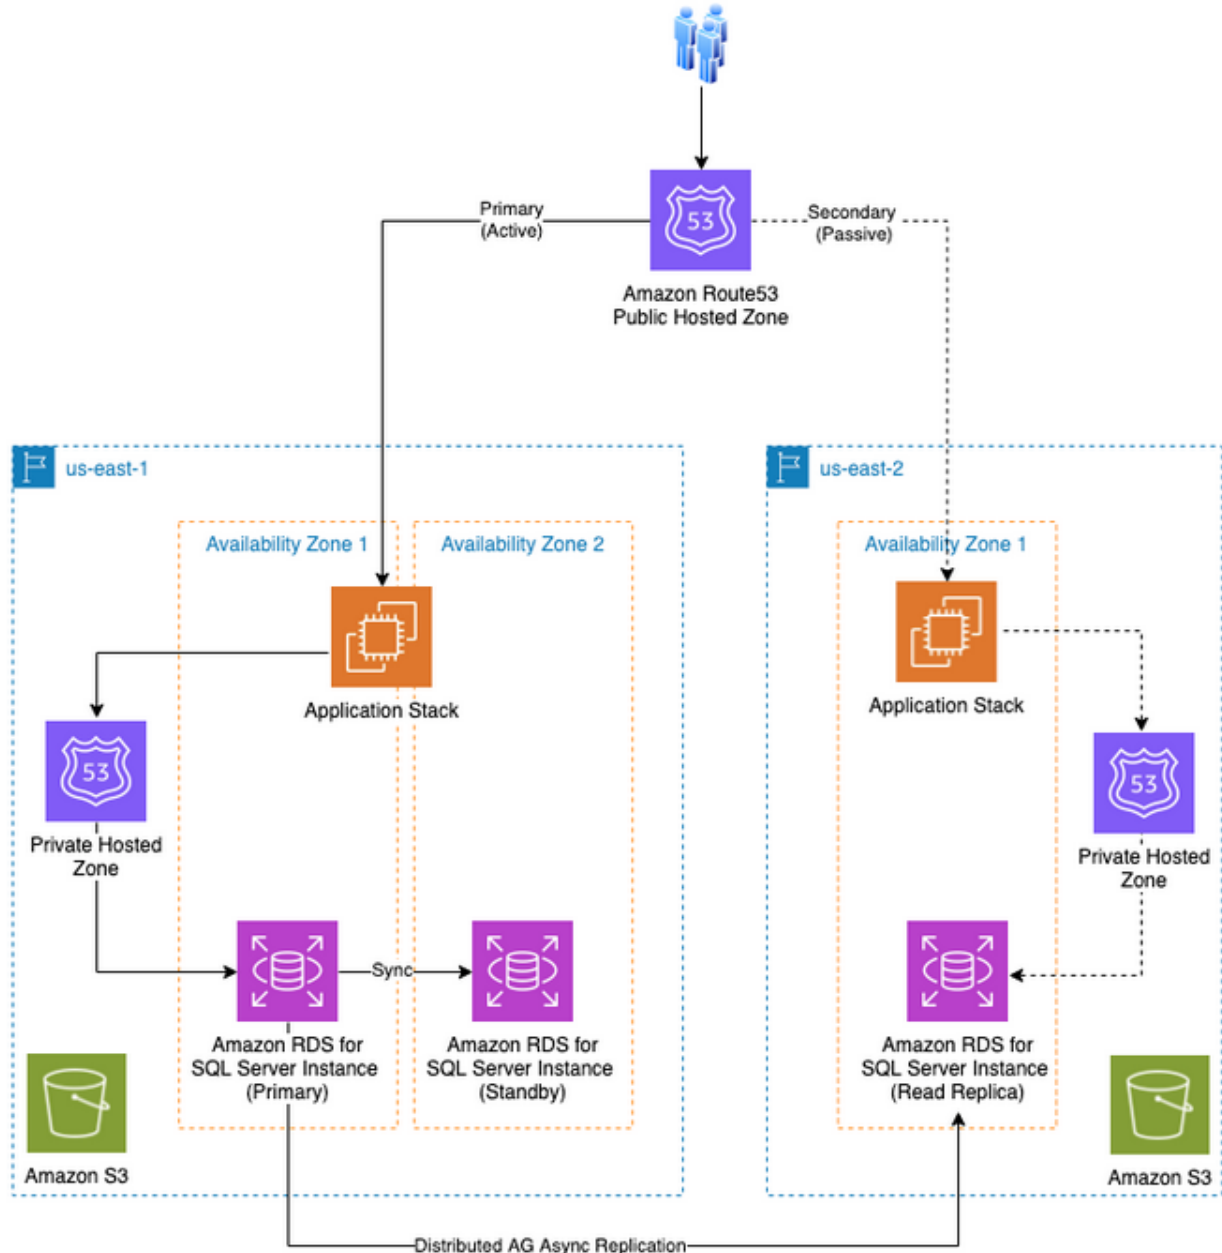 Primary
(Active)
53
Secondary
(Passive)
Amazon Route53
Public Hosted Zone
us-east-1
us-east-2
Availability Zone 1
Availability Zone 2
Availability Zone 1
Application Stack
Application Stack
53
Private Hosted
Zone
53
Private Hosted
Zone
Sync
Amazon RDS for
SQL Server Instance
(Primary)
Amazon RDS for
SQL Server Instance
(Standby)
Amazon RDS for
SQL Server Instance
(Read Replica)
Amazon S3
Amazon S3
Distributed AG Async Replication